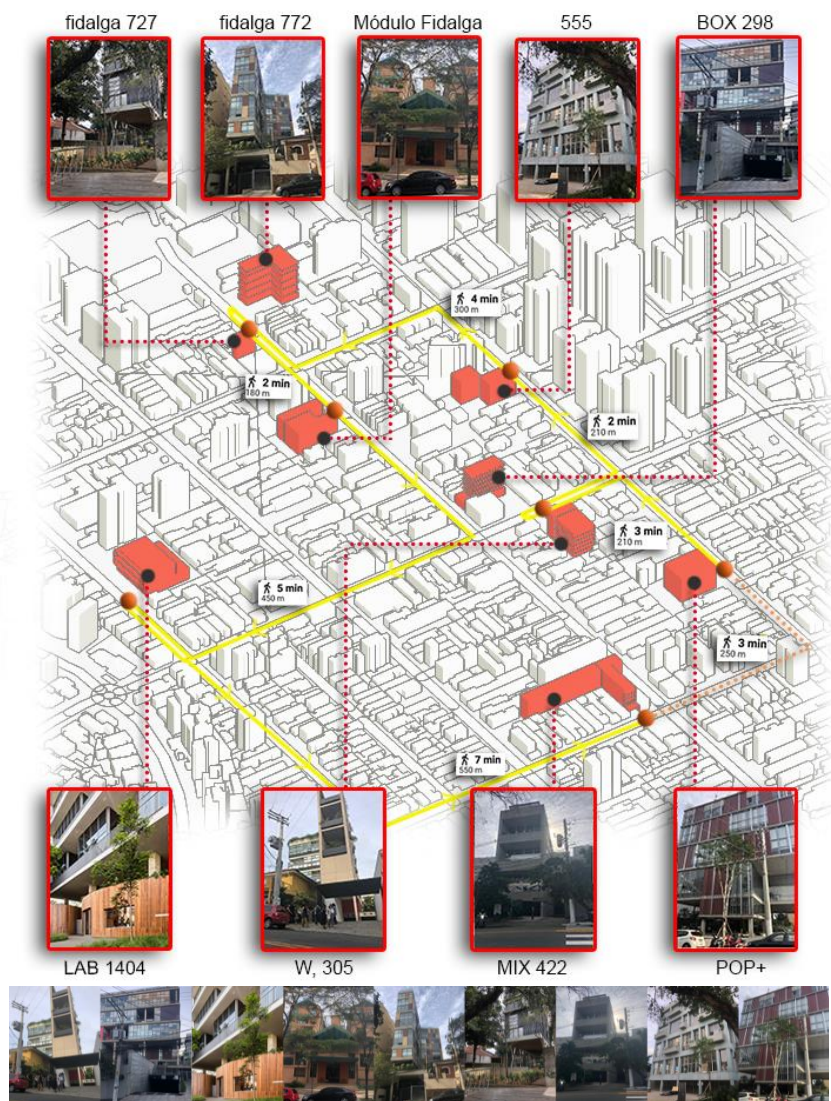 fidalga 727
fidalga 772
Módulo Fidalga
555
BOX 298
4 min
300 m
2 min
180 m
2 min
210 m
3 min
210 m
5 min
450 m
3 min
250 m
7 min
550 m
LAB 1404
W, 305
MIX 422
POP+